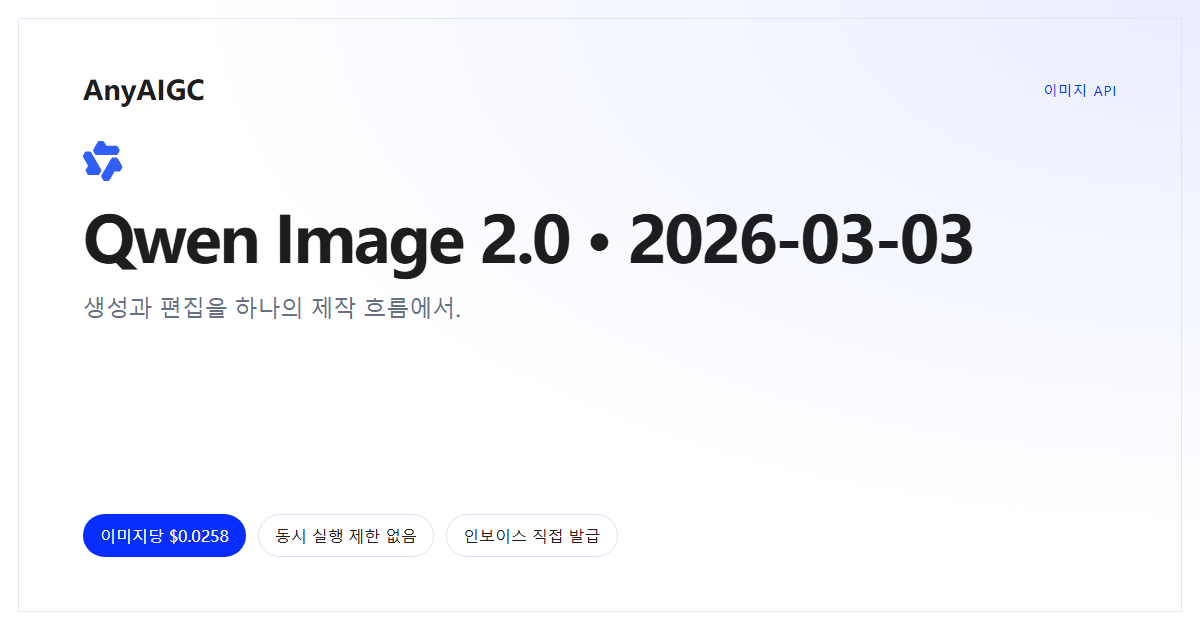 AnyAIGC
이미지 API
Qwen Image 2.0 • 2026-03-03
생성과 편집을 하나의 제작 흐름에서.
이미지당 $0.0258
동시 실행 제한 없음
인보이스 직접 발급